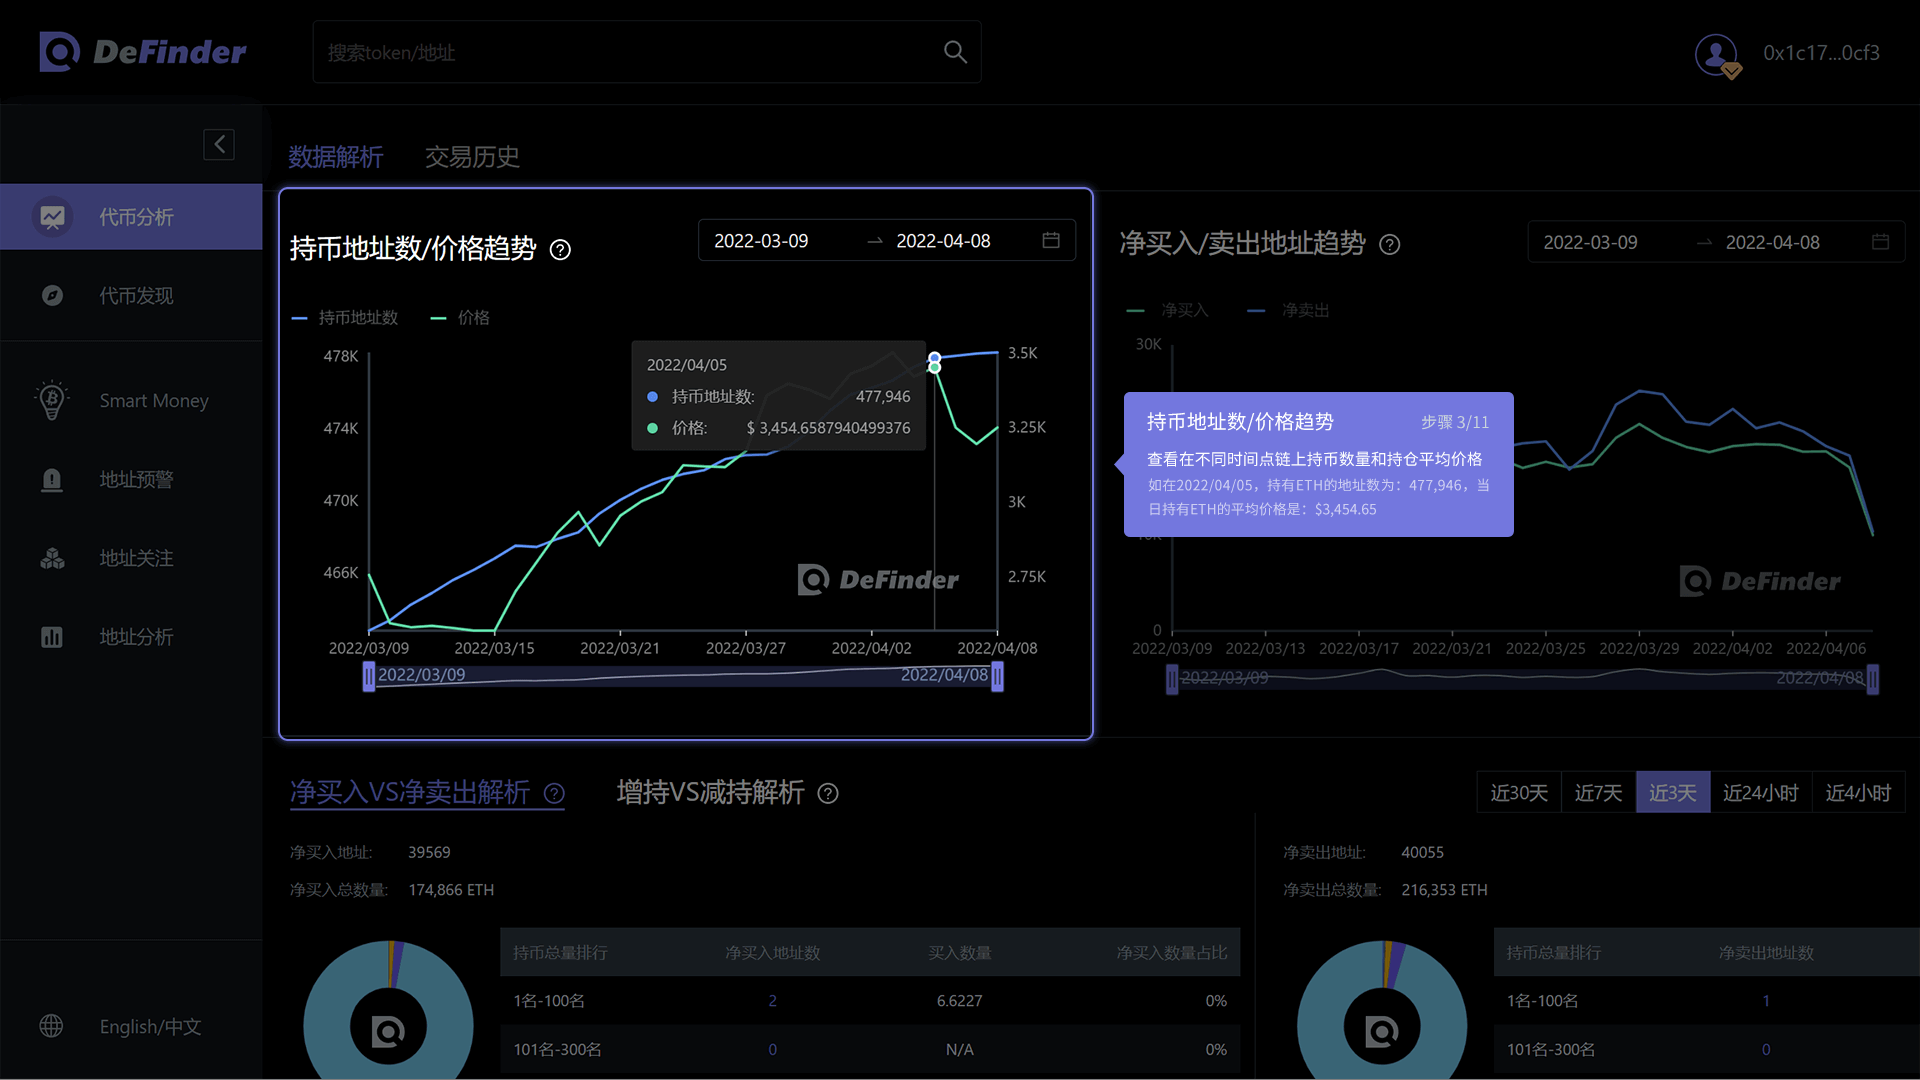 DeFinder
搜索token/地址
0x1c17...0cf3
数据解析
交易历史
代币分析
代币发现
Smart Money
地址预警
地址关注
地址分析
English/中文
持币地址数/价格趋势
2022-03-09
2022-04-08
持币地址数
价格
478K
474K
470K
466K
3.5K
3.25K
3K
2.75K
2022/04/05
持币地址数: 477,946
价格: $ 3,454.6587940499376
DeFinder
2022/03/09
2022/03/15
2022/03/21
2022/03/27
2022/04/02
2022/04/08
2022/03/09
2022/04/08
净买入/卖出地址趋势
2022-03-09
2022-04-08
净买入
净卖出
30K
持币地址数/价格趋势
步骤 3/11
查看在不同时间点链上持币数量和持仓平均价格
如在2022/04/05，持有ETH的地址数为：477,946，当
日持有ETH的平均价格是：$3,454.65
DeFinder
0
2022/03/09
2022/03/13
2022/03/17
2022/03/21
2022/03/25
2022/03/29
2022/04/02
2022/04/06
2022/03/09
2022/04/08
净买入VS净卖出解析
增持VS减持解析
近30天
近7天
近3天
近24小时
近4小时
净买入地址: 39569
净买入总数量: 174,866 ETH
持币总量排行 净买入地址数 买入数量 净买入数量占比
1名-100名 2 6.6227 0%
101名-300名 0 N/A 0%
净卖出地址: 40055
净卖出总数量: 216,353 ETH
持币总量排行 净卖出地址数
1名-100名 1
101名-300名 0